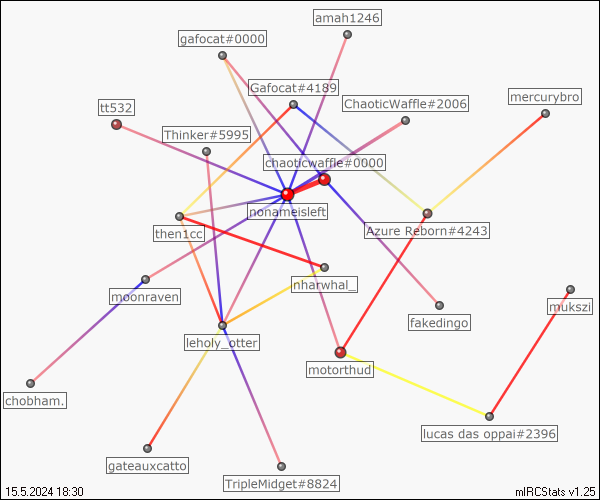 amah1246
gafocat#0000
Gafocat#4189
mercurybro
tt532
ChaoticWaffle#2006
Thinker#5995
chaoticwaffle#0000
nonameisleft
then1cc
Azure Reborn#4243
nharwhal_
moonraven
mukszi
fakedingo
leholy_otter
motorthud
chobham.
lucas das oppai#2396
gateauxcatto
TripleMidget#8824
15.5.2024 18:30
mIRCStats v1.25